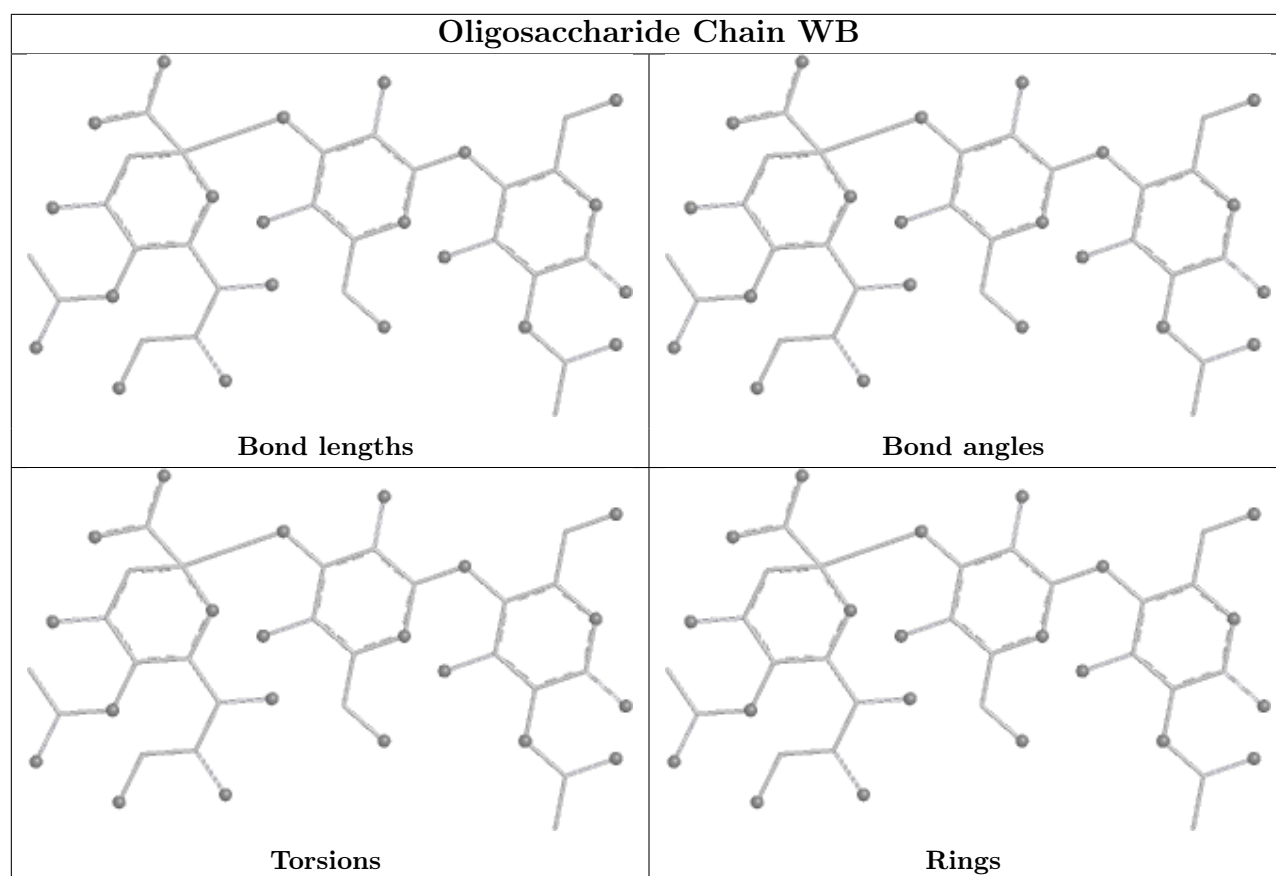 Oligosaccharide Chain WB
Bond lengths
Bond angles
Torsions
Rings